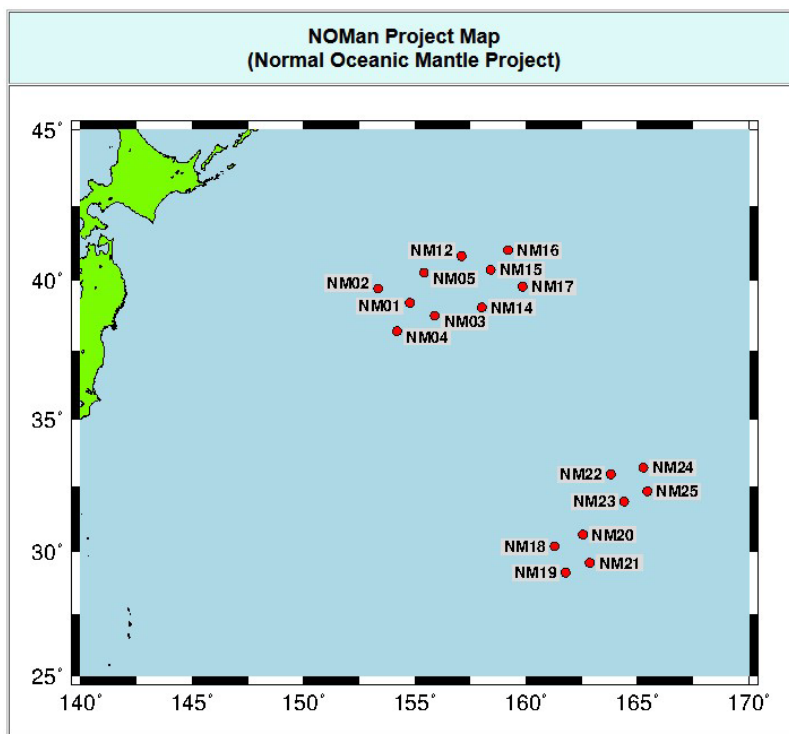 NOMan Project Map
(Normal Oceanic Mantle Project)
45°
NM16
NM12
NM15
NM05
40°
NM02
NM17
NM01
NM14
NM03
NM04
35°
NM24
NM22
NM25
NM23
NM20
30°
NM18
NM21
NM19
25°
140° 145° 150° 155° 160° 165° 170°